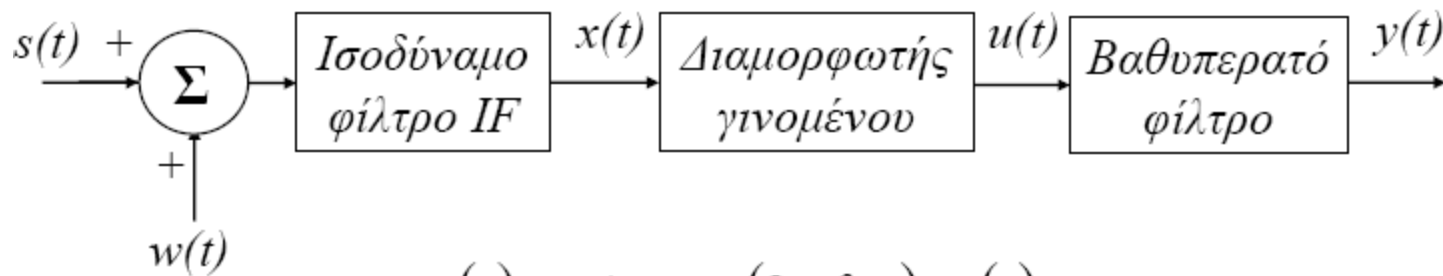 s(t) +
Σ
Ισοδύναμο
φίλτρο IF
x(t)
Διαμορφωτής
γινομένου
u(t)
Βαθυπερατό
φίλτρο
y(t)
+
w(t)